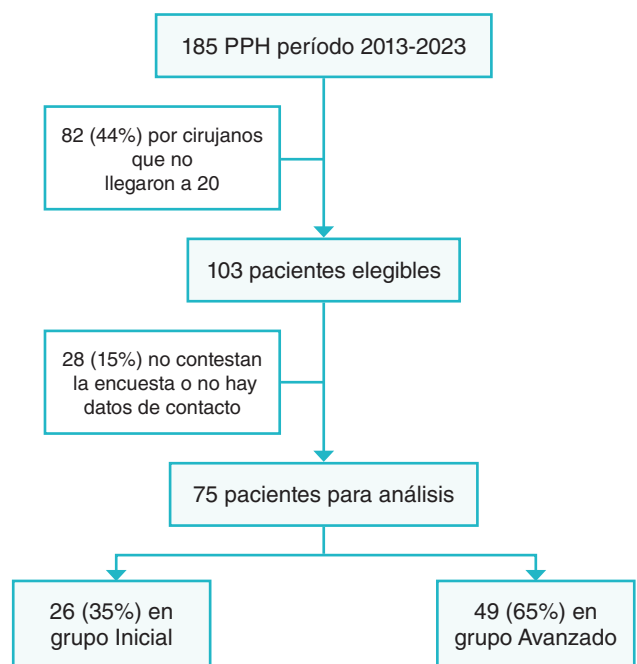 185 PPH período 2013-2023
82 (44%) por cirujanos
que no
llegaron a 20
103 pacientes elegibles
28 (15%) no contestan
la encuesta o no hay
datos de contacto
75 pacientes para análisis
26 (35%) en
grupo Inicial
49 (65%) en
grupo Avanzado